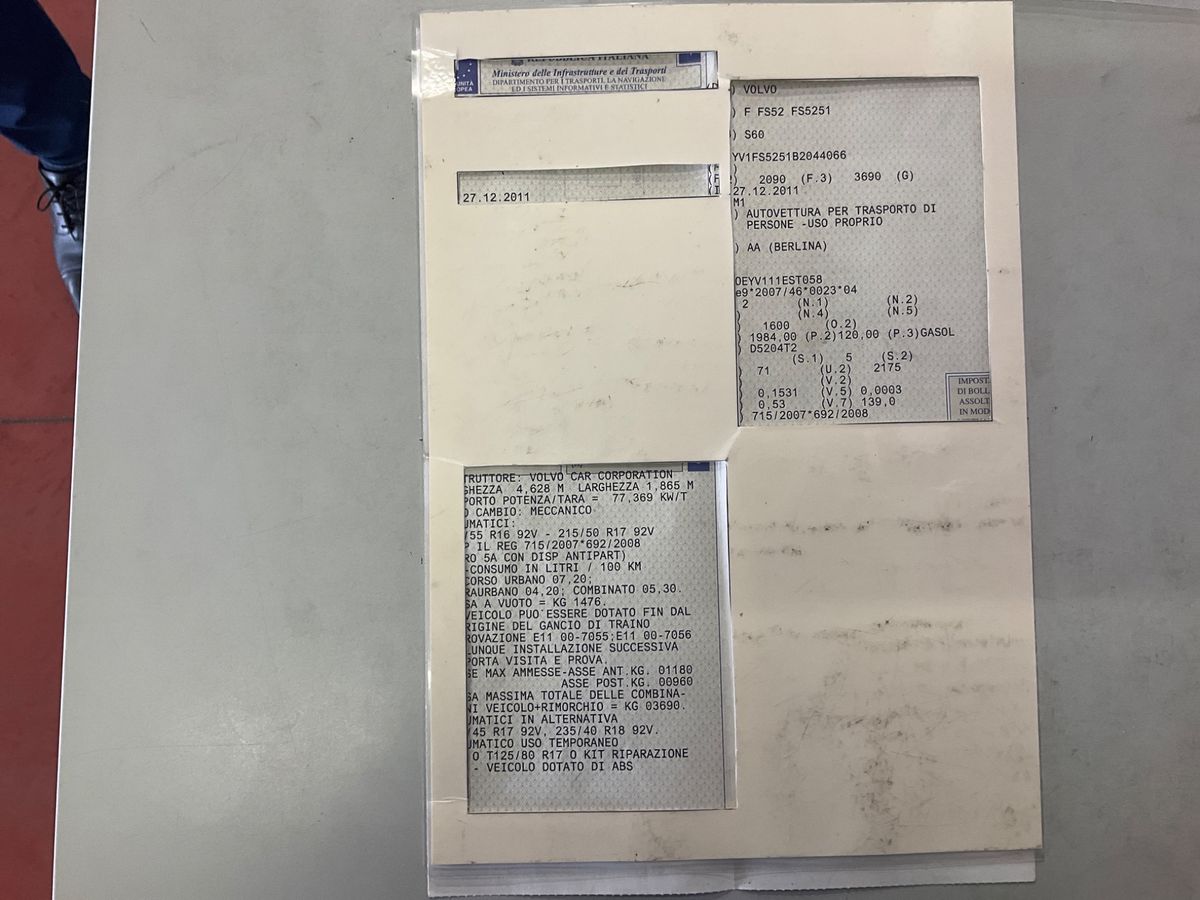 REPUBBLICA ITALIANA
UNITÀ
OPEA
Ministero delle Infrastrutture e dei Trasporti
DIPARTIMENTO PER I TRASPORTI, LA NAVIGAZIONE
ED I SISTEMI INFORMATIVI E STATISTICI
27.12.2011
) VOLVO
) F FS52 FS5251
) S60
YV1FS5251B2044066
2) 2090 (F.3) 3690 (G)
27.12.2011
M1
) AUTOVETTURA PER TRASPORTO DI
PERSONE -USO PROPRIO
) AA (BERLINA)
OEYV111EST058
e9*2007/46*0023*04
2 (N.1) (N.2)
) (N.4) (N.5)
) 1600 (O.2)
) 1984,00 (P.2)120,00 (P.3)GASOL
) D5204T2
(S.1) 5 (S.2)
) 71 (U.2) 2175
) (V.2)
) 0,1531 (V.5) 0,0003
) 0,53 (V.7) 139,0
) 715/2007*692/2008
IMPOST.
DI BOLL
ASSOLT
IN MOD
TRUTTORE: VOLVO CAR CORPORATION
GHEZZA 4,628 M LARGHEZZA 1,865 M
PORTO POTENZA/TARA = 77,369 KW/T
O CAMBIO: MECCANICO
UMATICI:
/55 R16 92V - 215/50 R17 92V
P IL REG 715/2007*692/2008
RO 5A CON DISP ANTIPART)
-CONSUMO IN LITRI / 100 KM
CORSO URBANO 07,20;
RAURBANO 04,20; COMBINATO 05,30.
SA A VUOTO = KG 1476.
VEICOLO PUO`ESSERE DOTATO FIN DAL
RIGINE DEL GANCIO DI TRAINO
ROVAZIONE E11 00-7055;E11 00-7056
LUNQUE INSTALLAZIONE SUCCESSIVA
PORTA VISITA E PROVA.
SE MAX AMMESSE-ASSE ANT.KG. 01180
ASSE POST.KG. 00960
SA MASSIMA TOTALE DELLE COMBINA-
NI VEICOLO+RIMORCHIO = KG 03690.
UMATICI IN ALTERNATIVA
/45 R17 92V, 235/40 R18 92V.
UMATICO USO TEMPORANEO
O T125/80 R17 O KIT RIPARAZIONE
- VEICOLO DOTATO DI ABS